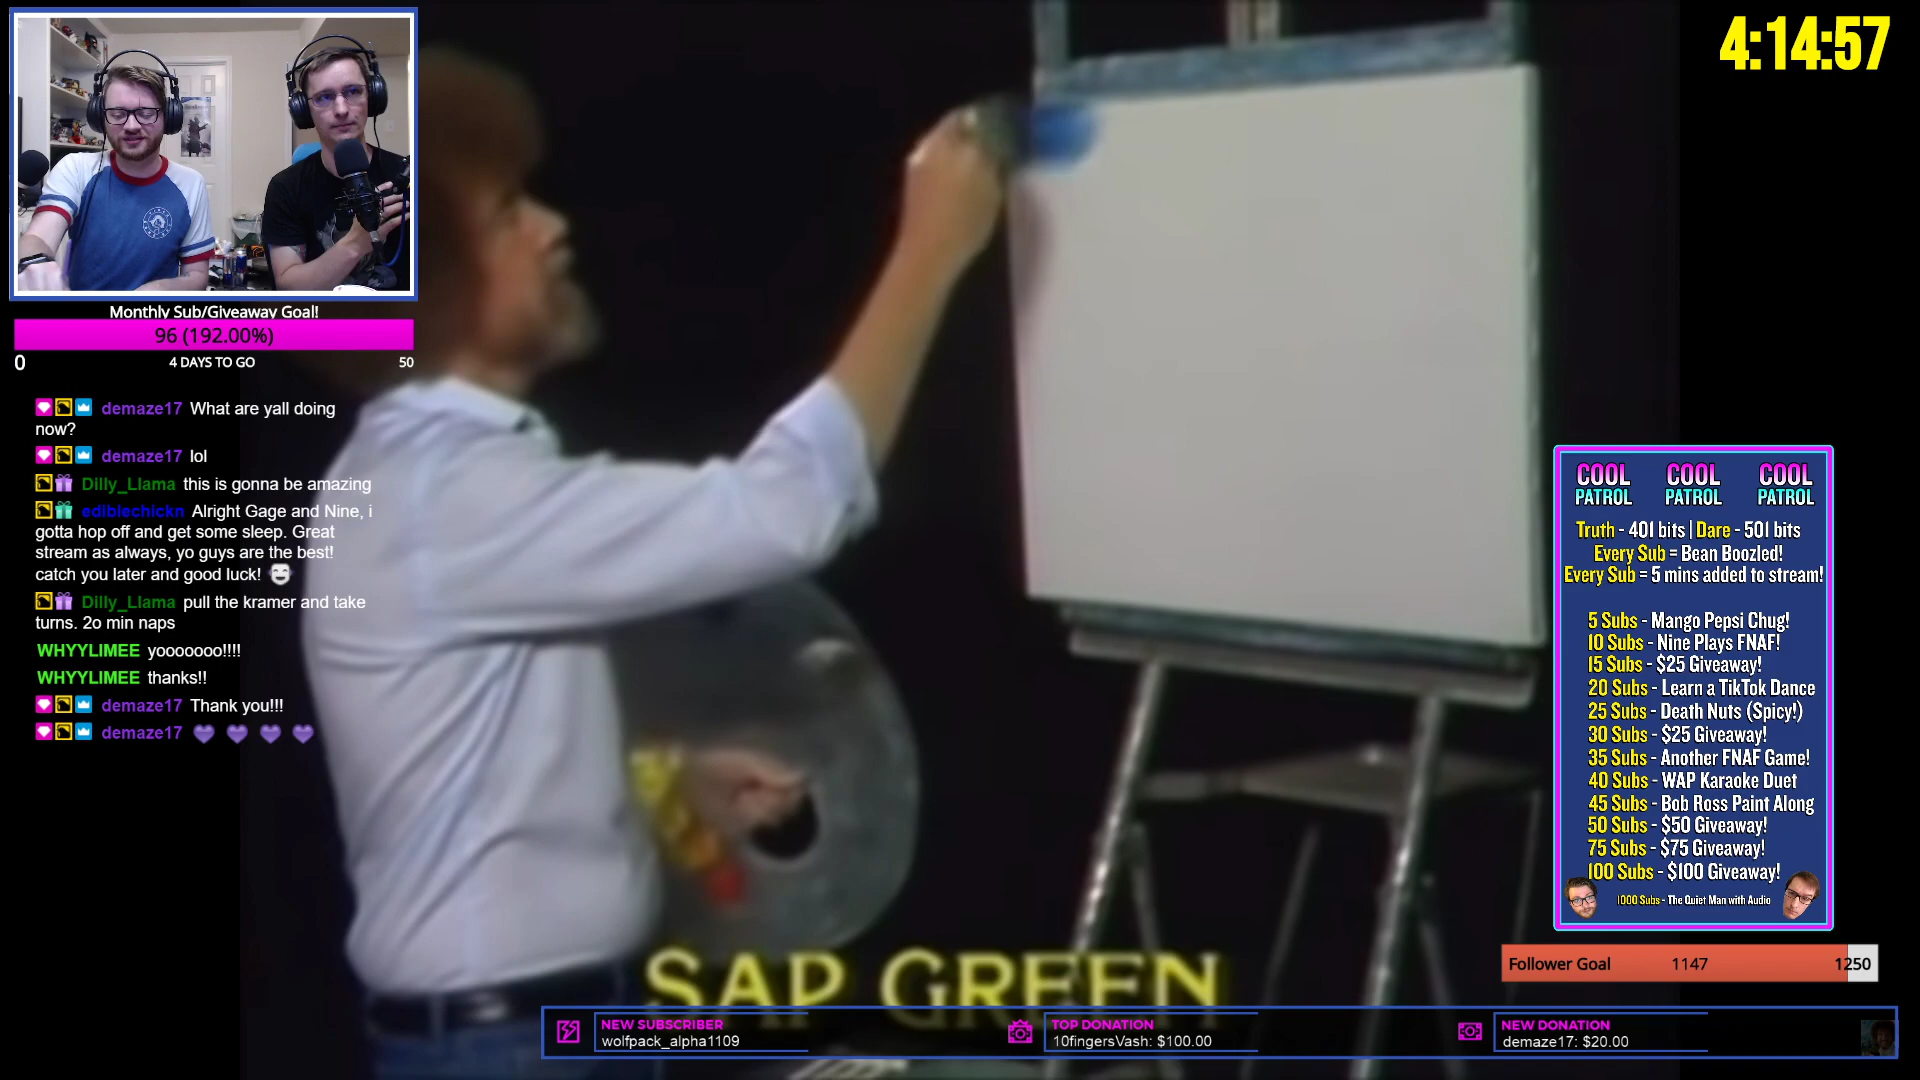 4:14:57
Monthly Sub/Giveaway Goal!
96 (192.00%)
0 4 DAYS TO GO 50
demaze17 What are yall doing
now?
demaze17 lol
Dilly_Llama this is gonna be amazing
ediblechickn Alright Gage and Nine, i
gotta hop off and get some sleep. Great
stream as always, yo guys are the best!
catch you later and good luck!
Dilly_Llama pull the kramer and take
turns. 2o min naps
WHYYLIMEE yooooooo!!!!
WHYYLIMEE thanks!!
demaze17 Thank you!!!
demaze17
COOL COOL COOL
PATROL PATROL PATROL
Truth - 401 bits | Dare - 501 bits
Every Sub = Bean Boozled!
Every Sub = 5 mins added to stream!
5 Subs - Mango Pepsi Chug!
10 Subs - Nine Plays FNAF!
15 Subs - $25 Giveaway!
20 Subs - Learn a TikTok Dance
25 Subs - Death Nuts (Spicy!)
30 Subs - $25 Giveaway!
35 Subs - Another FNAF Game!
40 Subs - WAP Karaoke Duet
45 Subs - Bob Ross Paint Along
50 Subs - $50 Giveaway!
75 Subs - $75 Giveaway!
100 Subs - $100 Giveaway!
1000 Subs - The Quiet Man with Audio
Follower Goal 1147 1250
SAP GREEN
NEW SUBSCRIBER
wolfpack_alpha1109
TOP DONATION
10fingersVash: $100.00
NEW DONATION
demaze17: $20.00